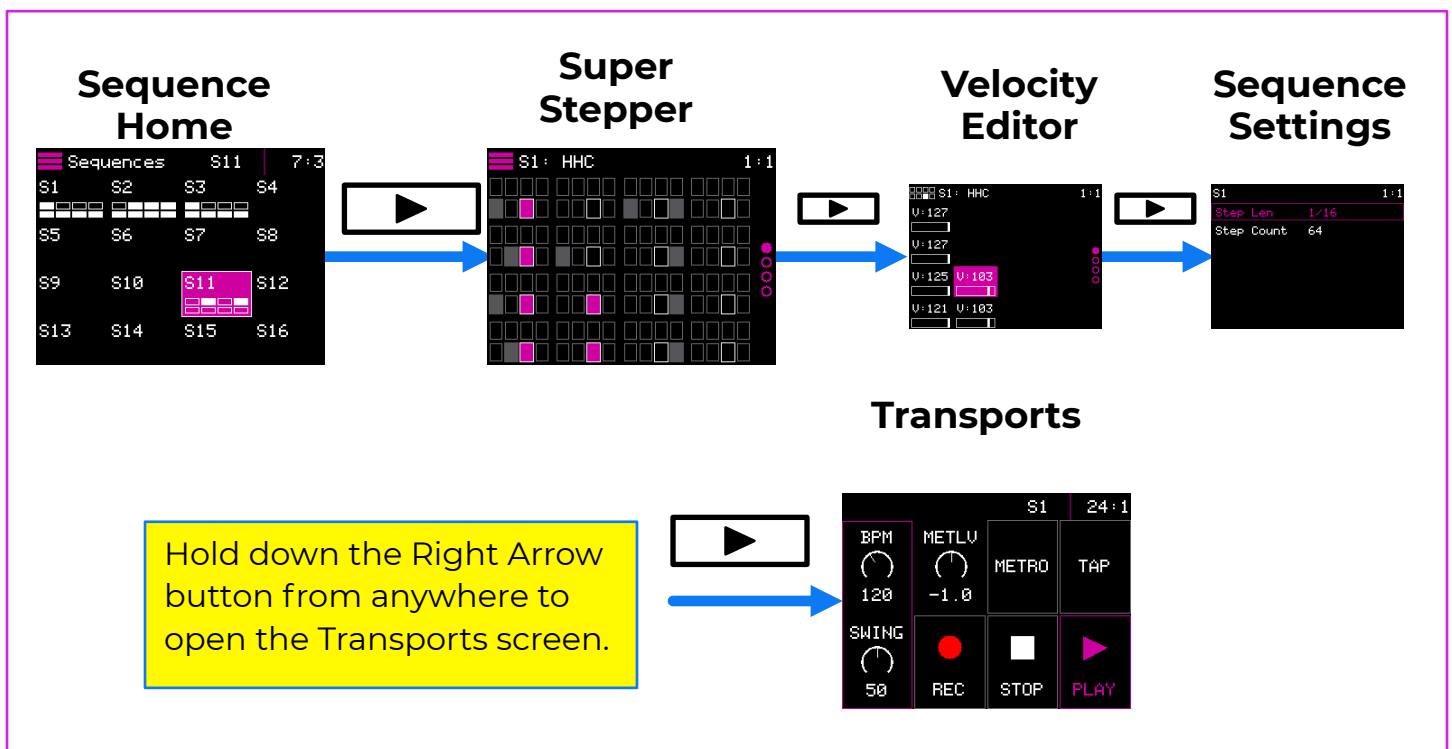 Sequence
Home
Super
Stepper
Velocity
Editor
Sequence
Settings
Sequences S11 7:3
S1 S2 S3 S4
S5 S6 S7 S8
S9 S10 S11 S12
S13 S14 S15 S16
S1: HHC 1:1
S1: HHC 1:1
V:127
V:127
V:125 V:103
V:121 V:103
S1 1:1
Step Len 1/16
Step Count 64
Transports
Hold down the Right Arrow
button from anywhere to
open the Transports screen.
S1 24:1
BPM METLV
METRO TAP
120 -1.0
SWING
50 REC STOP PLAY